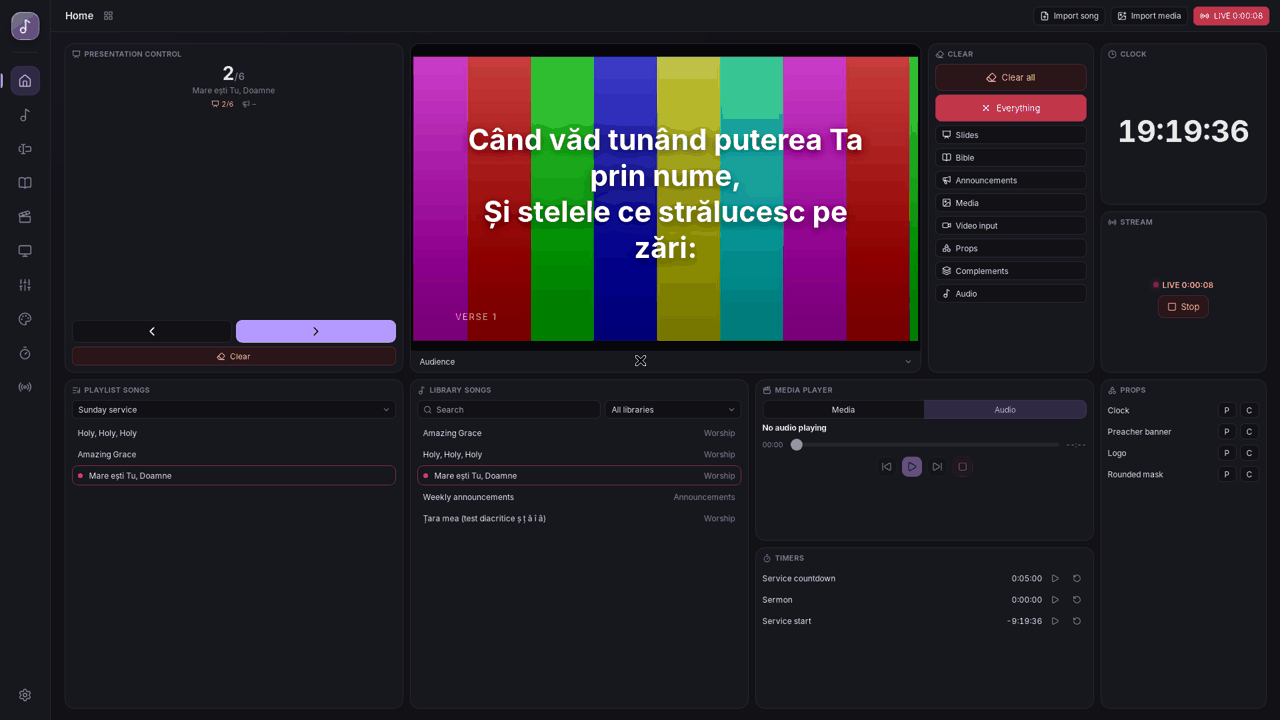 Home
Import song
Import media
LIVE 0:00:08
PRESENTATION CONTROL
2/6
Mare ești Tu, Doamne
2/6 –
Clear
Când văd tunând puterea Ta
prin nume,
Și stelele ce strălucesc pe
zări:
VERSE 1
Audience
CLEAR
Clear all
Everything
Slides
Bible
Announcements
Media
Video input
Props
Complements
Audio
CLOCK
19:19:36
STREAM
LIVE 0:00:08
Stop
PLAYLIST SONGS
Sunday service
Holy, Holy, Holy
Amazing Grace
Mare ești Tu, Doamne
LIBRARY SONGS
Search
All libraries
Amazing Grace Worship
Holy, Holy, Holy Worship
Mare ești Tu, Doamne Worship
Weekly announcements Announcements
Țara mea (test diacritice ș ț ă î â) Worship
MEDIA PLAYER
Media
Audio
No audio playing
00:00 --:--
TIMERS
Service countdown 0:05:00
Sermon 0:00:00
Service start -9:19:36
PROPS
Clock P C
Preacher banner P C
Logo P C
Rounded mask P C